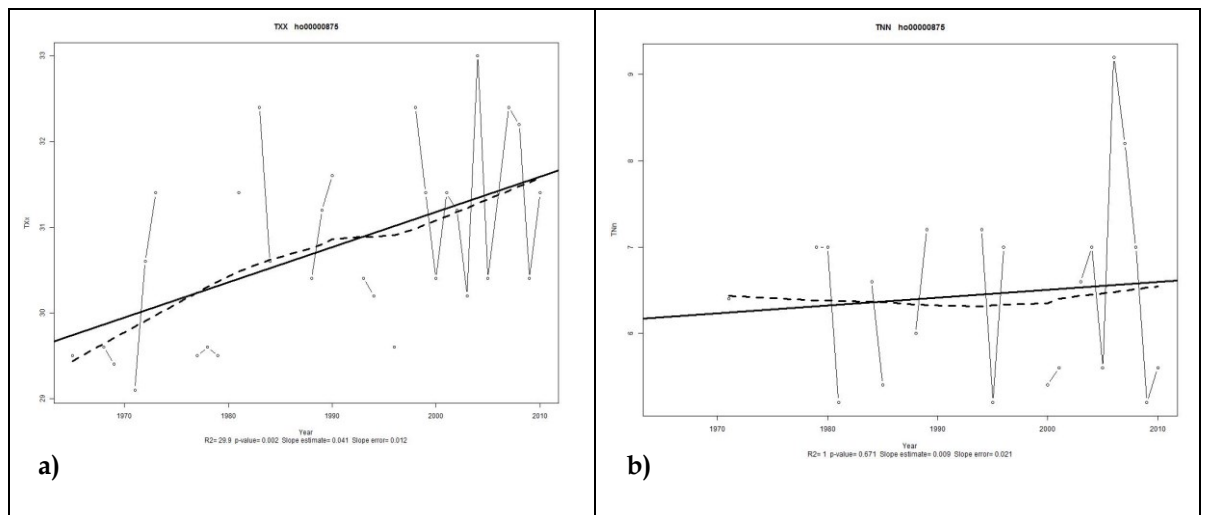 TXX ho00000875
33
32
31
30
29
TXx
1970
1980
1990
2000
2010
Year
R2= 29.9 p-value= 0.002 Slope estimate= 0.041 Slope error= 0.012
a)
TNN ho00000875
9
8
7
6
TNn
1970
1980
1990
2000
2010
Year
R2= 1 p-value= 0.671 Slope estimate= 0.009 Slope error= 0.021
b)